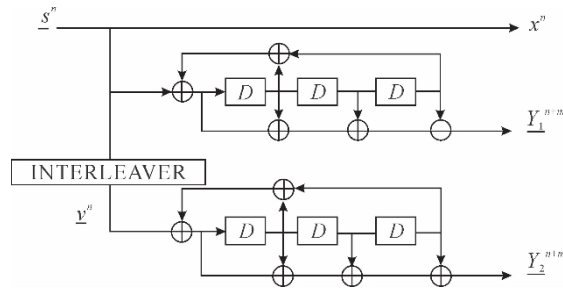 s^n
x^n
D D D
Y_1^{n+m}
INTERLEAVER
v^n
D D D
Y_2^{n+m}